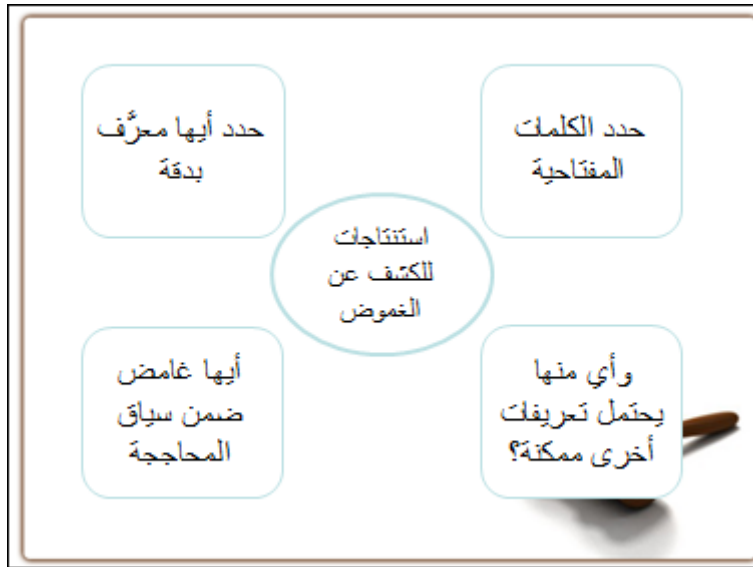 حدد الكلمات
المفتاحية
حدد أيها معرَّف
بدقة
استنتاجات
للكشف عن
الغموض
وأي منها
يحتمل تعريفات
أخرى ممكنة؟
أيها غامض
ضمن سياق
المحاججة